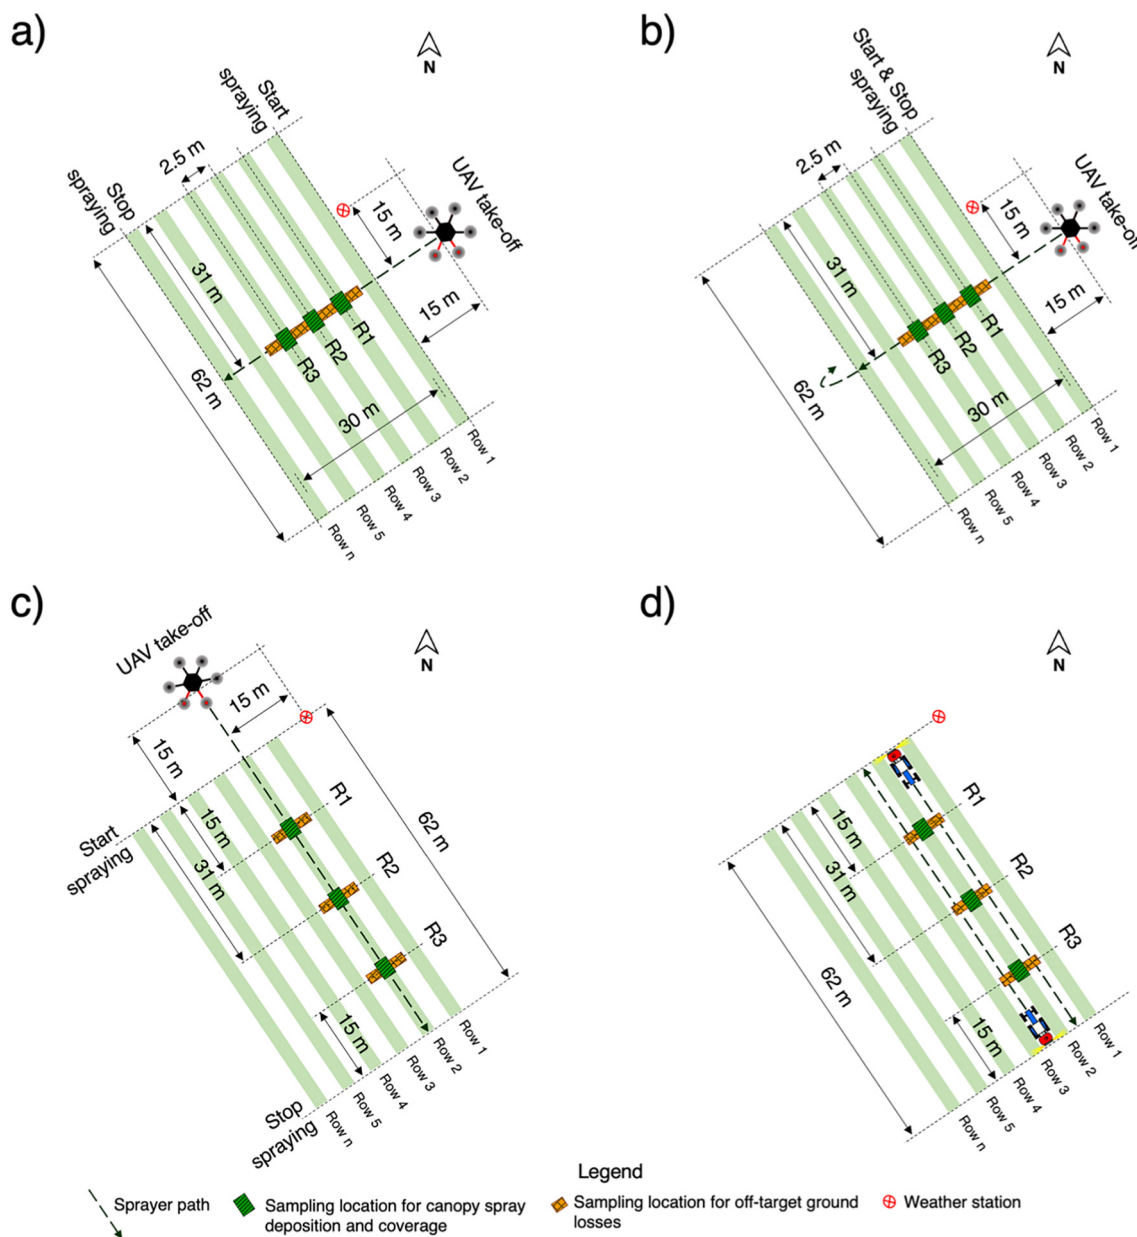 a)
N
Start
spraying
Stop
spraying
2.5 m
UAV take-off
15 m
31 m
15 m
62 m
R1
R2
R3
30 m
Row 1
Row 2
Row 3
Row 4
Row 5
Row n
b)
N
Start & Stop
spraying
2.5 m
UAV take-off
15 m
31 m
15 m
62 m
R1
R2
R3
30 m
Row 1
Row 2
Row 3
Row 4
Row 5
Row n
c)
N
UAV take-off
15 m
15 m
Start
spraying
15 m
31 m
R1
62 m
R2
R3
15 m
Row 1
Row 2
Row 3
Row 4
Row 5
Row n
Stop
spraying
d)
N
R1
15 m
31 m
R2
R3
62 m
15 m
Row 1
Row 2
Row 3
Row 4
Row 5
Row n
Legend
Sprayer path
Sampling location for canopy spray
deposition and coverage
Sampling location for off-target ground
losses
Weather station